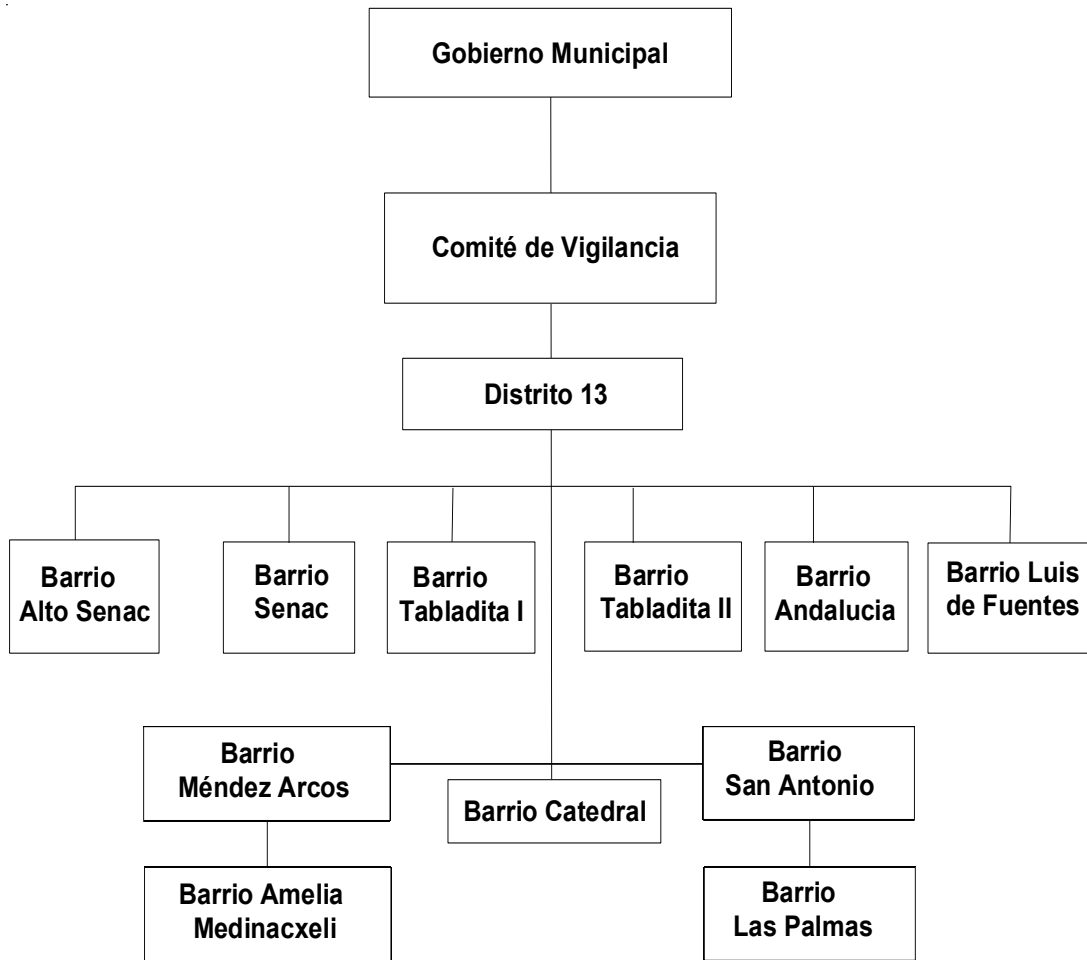 Gobierno Municipal
Comité de Vigilancia
Distrito 13
Barrio
Alto Senac
Barrio
Senac
Barrio
Tabladita I
Barrio
Tabladita II
Barrio
Andalucia
Barrio Luis
de Fuentes
Barrio
Méndez Arcos
Barrio Catedral
Barrio
San Antonio
Barrio Amelia
Medinacxeli
Barrio
Las Palmas